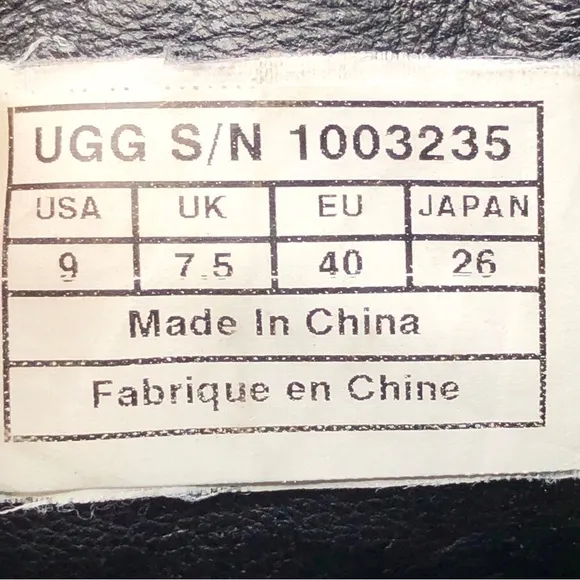 UGG S/N 1003235
USA UK EU JAPAN
9 7.5 40 26
Made In China
Fabrique en Chine